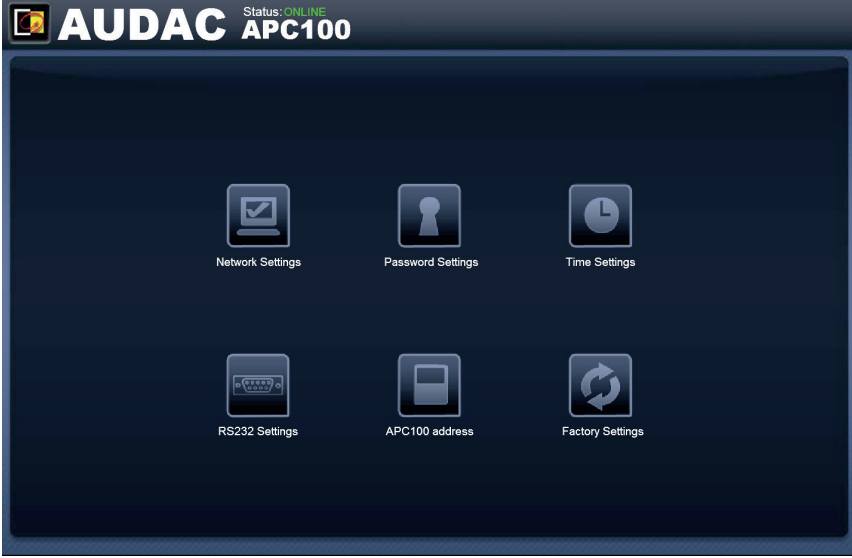 AUDAC
Status:ONLINE
APC100
Network Settings
Password Settings
Time Settings
RS232 Settings
APC100 address
Factory Settings